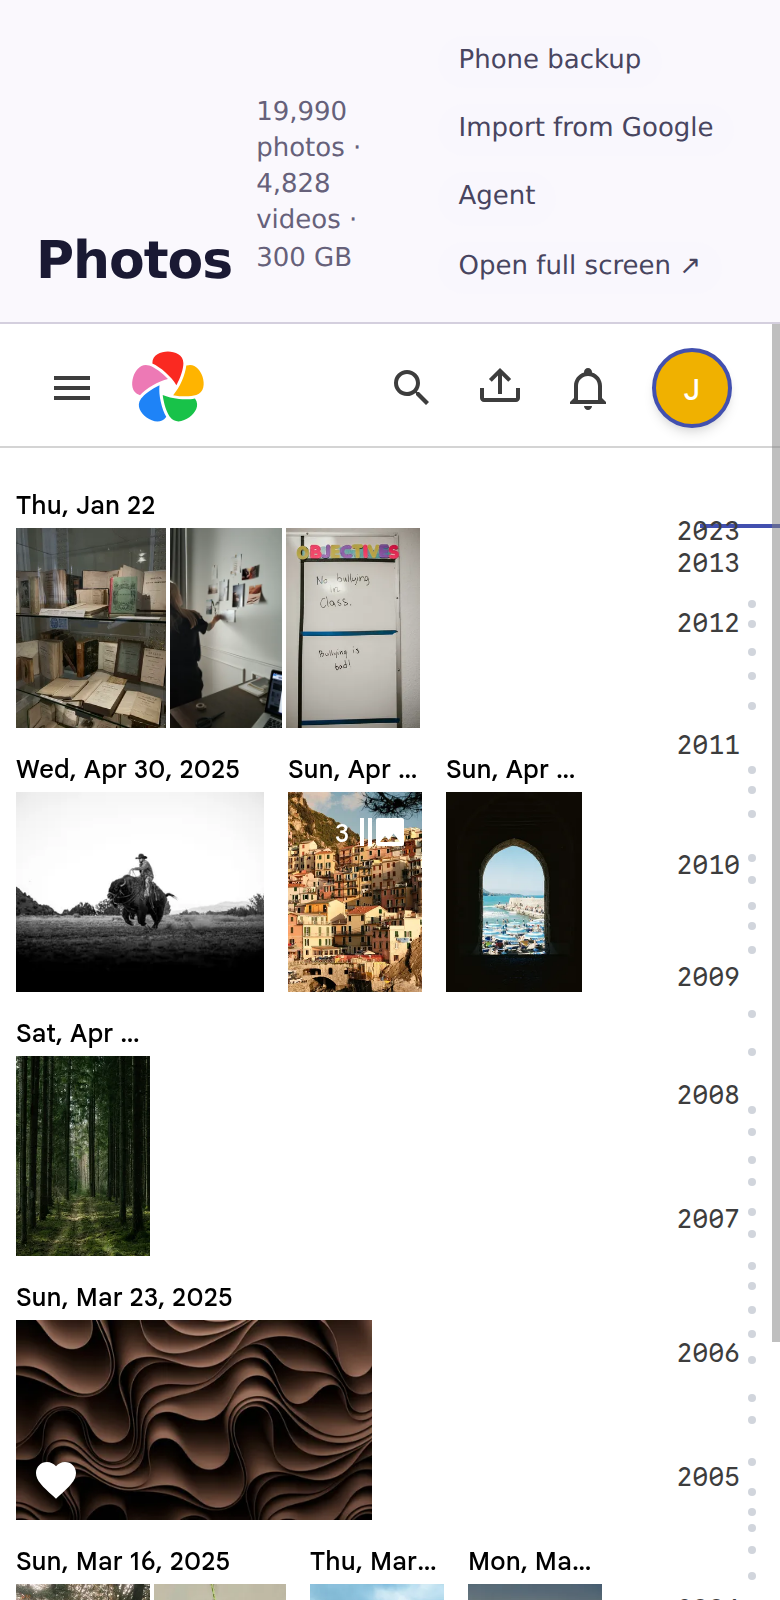 Phone backup
19,990
photos ·
4,828
videos ·
300 GB
Import from Google
Agent
Photos
Open full screen ↗
J
Thu, Jan 22
OBJECTIVES
No bullying
in
Class.
Bullying is
bad!
2023
2013
2012
2011
Wed, Apr 30, 2025
Sun, Apr ...
Sun, Apr ...
3
2010
2009
Sat, Apr ...
2008
2007
Sun, Mar 23, 2025
2006
2005
Sun, Mar 16, 2025
Thu, Mar...
Mon, Ma...